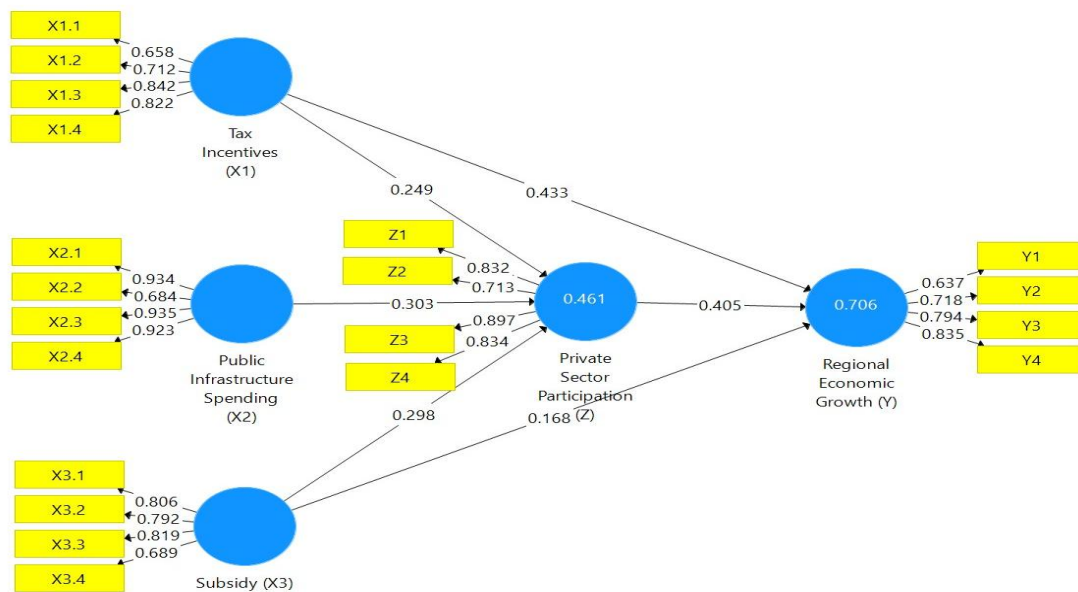 X1.1
X1.2
X1.3
X1.4
0.658
0.712
0.842
0.822
Tax
Incentives
(X1)
0.249
0.433
X2.1
X2.2
X2.3
X2.4
0.934
0.684
0.935
0.923
Public
Infrastructure
Spending
(X2)
0.303
Z1
Z2
Z3
Z4
0.832
0.713
0.897
0.834
0.461
Private
Sector
Participation
(Z)
0.405
0.706
Regional
Economic
Growth (Y)
0.637
0.718
0.794
0.835
Y1
Y2
Y3
Y4
0.298
0.168
X3.1
X3.2
X3.3
X3.4
0.806
0.792
0.819
0.689
Subsidy (X3)